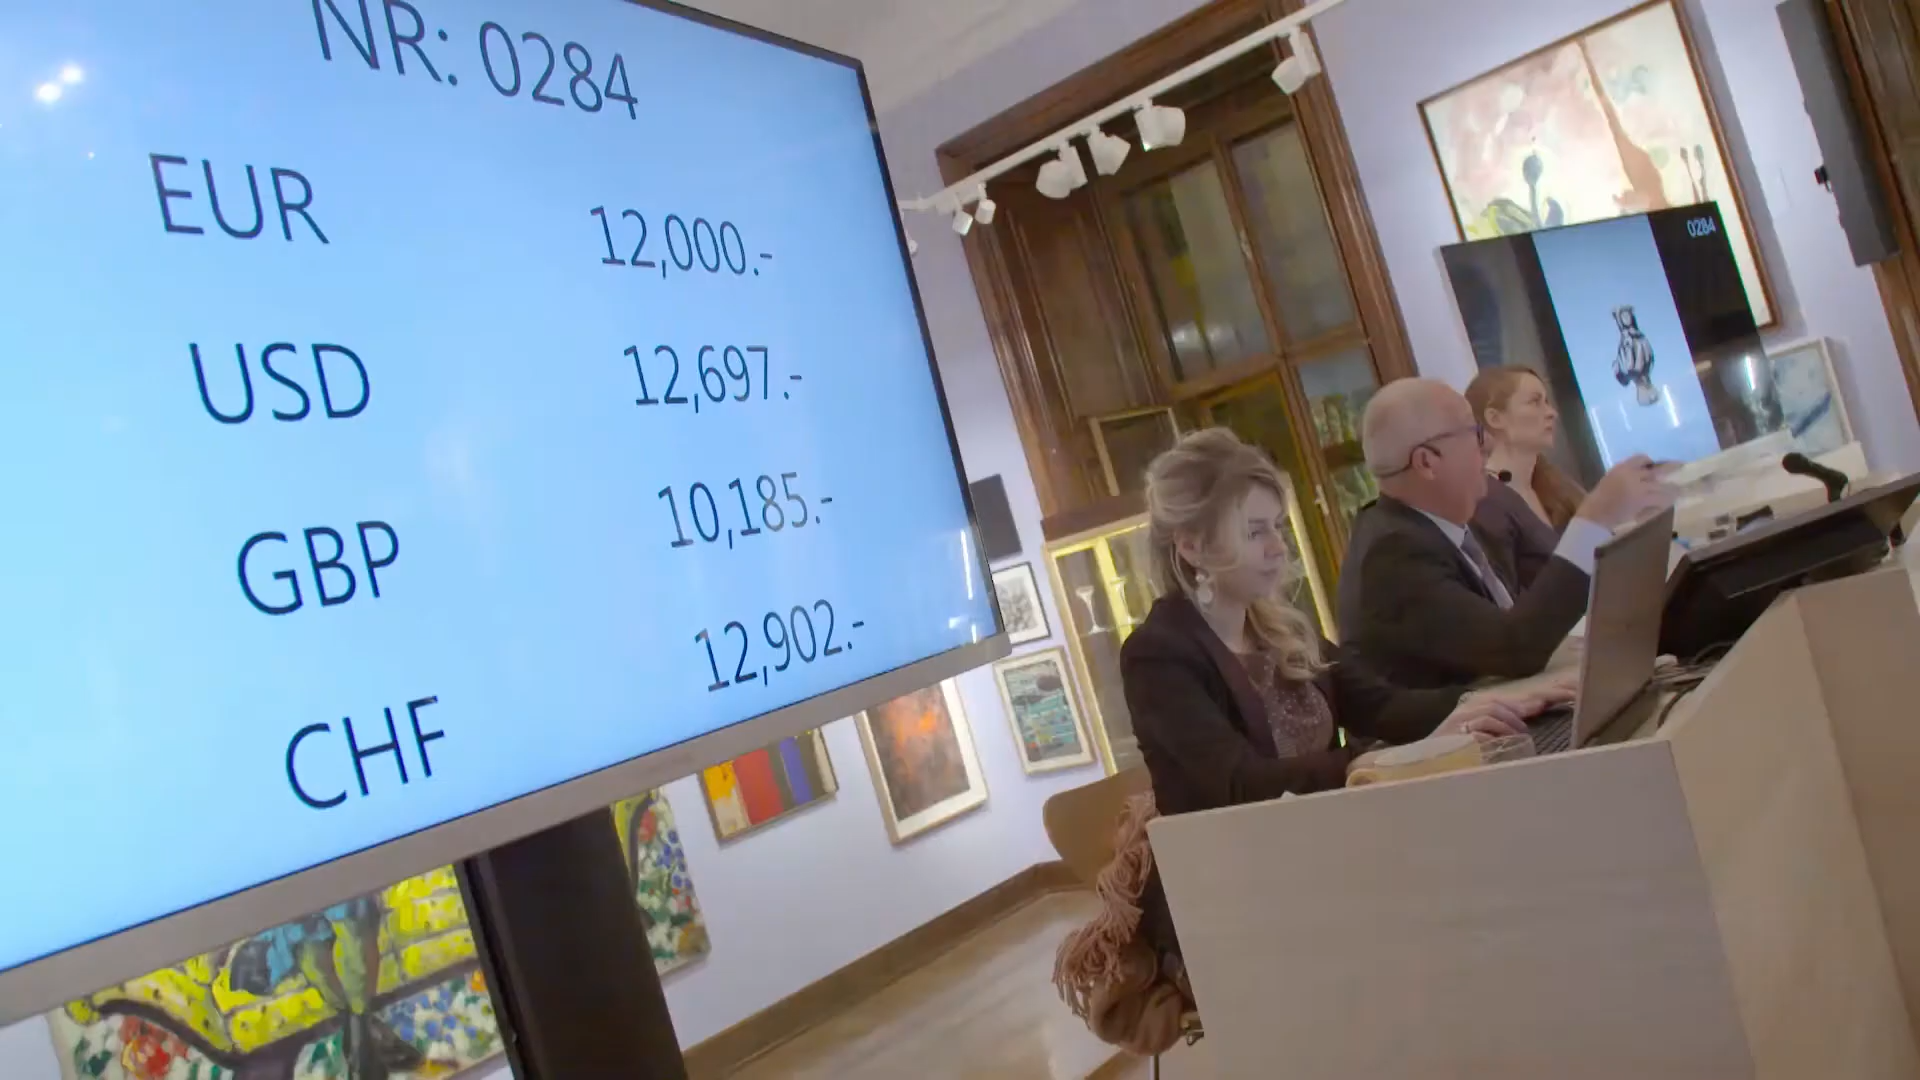 NR: 0284
EUR 12,000.-
USD 12,697.-
GBP 10,185.-
CHF 12,902.-
0284